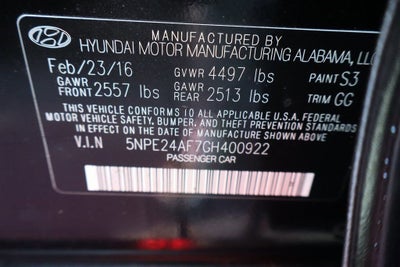 MANUFACTURED BY
HYUNDAI MOTOR MANUFACTURING ALABAMA, LLC
Feb/23/16 GVWR 4497 lbs PAINT S3
GAWR FRONT 2557 lbs GAWR REAR 2513 lbs TRIM GG
THIS VEHICLE CONFORMS TO ALL APPLICABLE U.S.A. FEDERAL
MOTOR VEHICLE SAFETY, BUMPER, AND THEFT PREVENTION STANDARDS
IN EFFECT ON THE DATE OF MANUFACTURE SHOWN ABOVE
V.I.N 5NPE24AF7GH400922
PASSENGER CAR